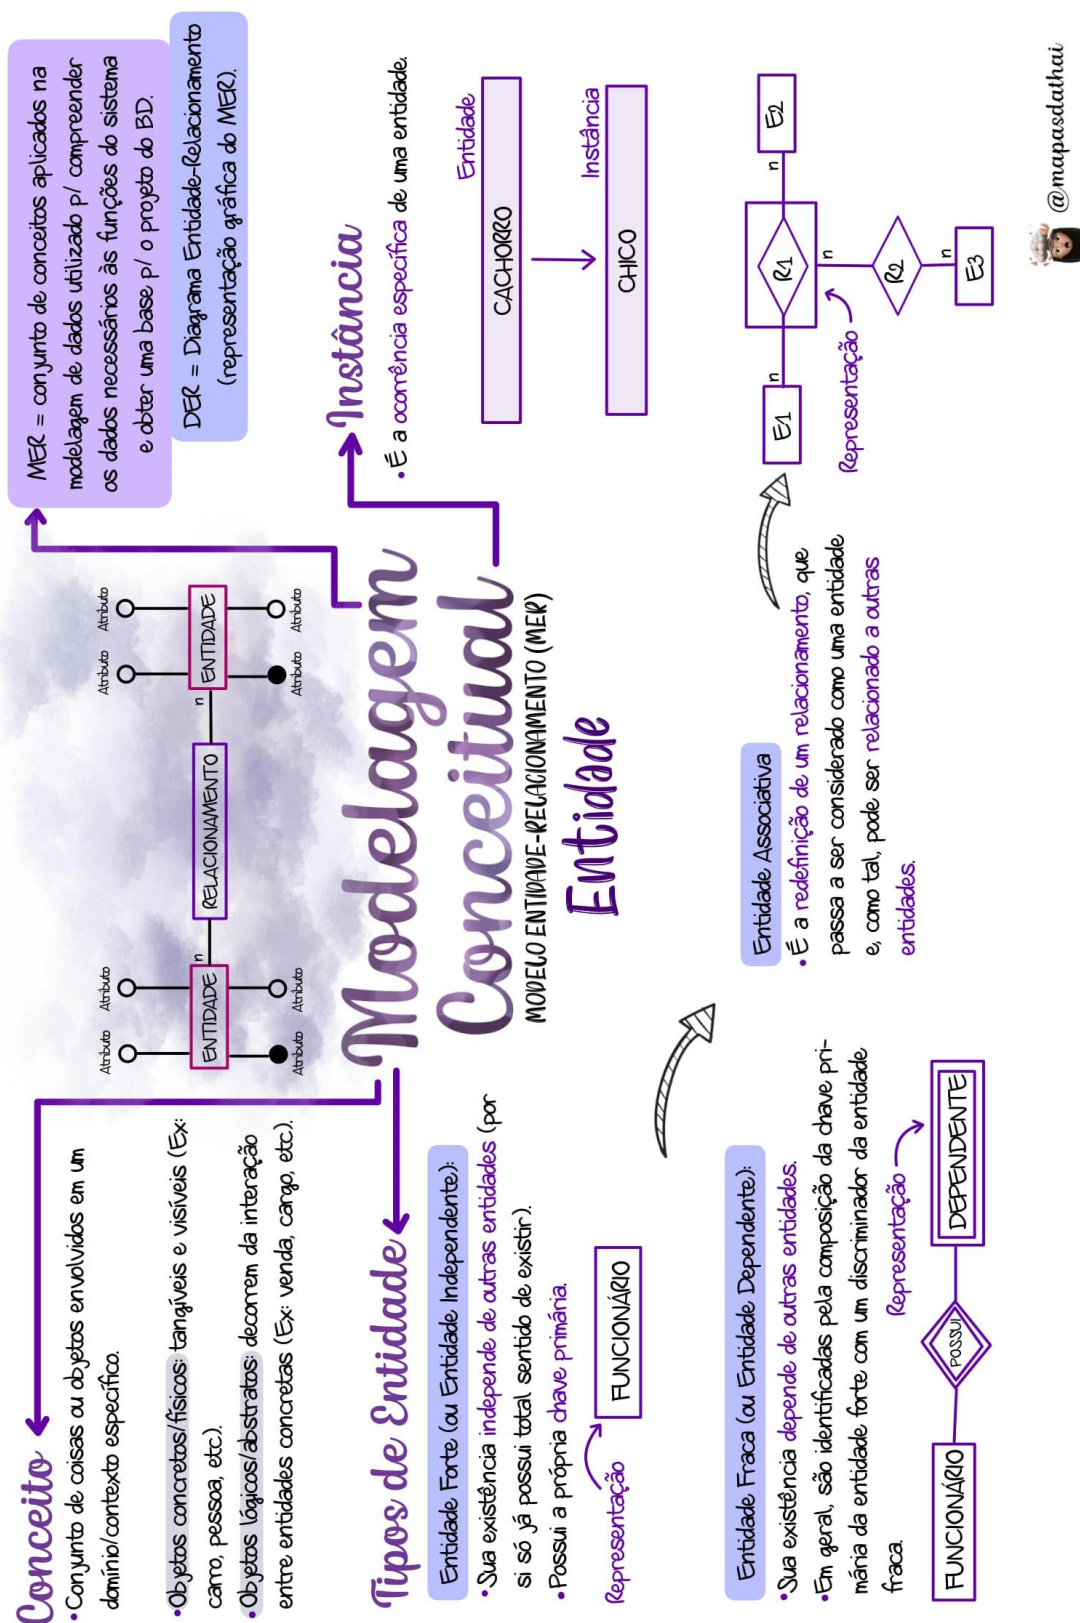 MER = conjunto de conceitos aplicados na
modelagem de dados utilizado p/ compreender
os dados necessários às funções do sistema
e obter uma base p/ o projeto do BD.
DER = Diagrama Entidade-Relacionamento
(representação gráfica do MER).
Atributo
Atributo
Atributo
Atributo
ENTIDADE
n
RELACIONAMENTO
n
ENTIDADE
Atributo
Atributo
Atributo
Atributo
Modelagem
Conceitual
MODELO ENTIDADE-RELACIONAMENTO (MER)
Entidade
Conceito
•Conjunto de coisas ou objetos envolvidos em um
domínio/contexto específico.
•Objetos concretos/físicos: tangíveis e visíveis (Ex:
carro, pessoa, etc).
•Objetos lógicos/abstratos: decorrem da interação
entre entidades concretas (Ex: venda, cargo, etc).
Instância
•É a ocorrência específica de uma entidade.
Entidade
CACHORRO
Instância
CHICO
Tipos de Entidade
Entidade Forte (ou Entidade Independente):
•Sua existência independe de outras entidades (por
si só já possui total sentido de existir).
•Possui a própria chave primária.
Representação
FUNCIONÁRIO
Entidade Fraca (ou Entidade Dependente):
•Sua existência depende de outras entidades.
•Em geral, são identificadas pela composição da chave pri-
mária da entidade forte com um discriminador da entidade
fraca.
Representação
FUNCIONÁRIO
POSSUI
DEPENDENTE
Entidade Associativa
•É a redefinição de um relacionamento, que
passa a ser considerado como uma entidade
e, como tal, pode ser relacionado a outras
entidades.
Representação
E1
n
R1
n
E2
n
R2
n
E3
@mapasdathai